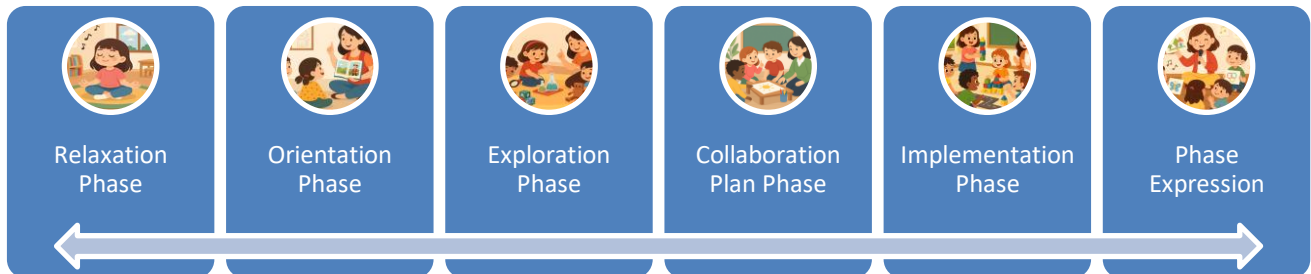 Relaxation
Phase
Orientation
Phase
Exploration
Phase
Collaboration
Plan Phase
Implementation
Phase
Phase
Expression